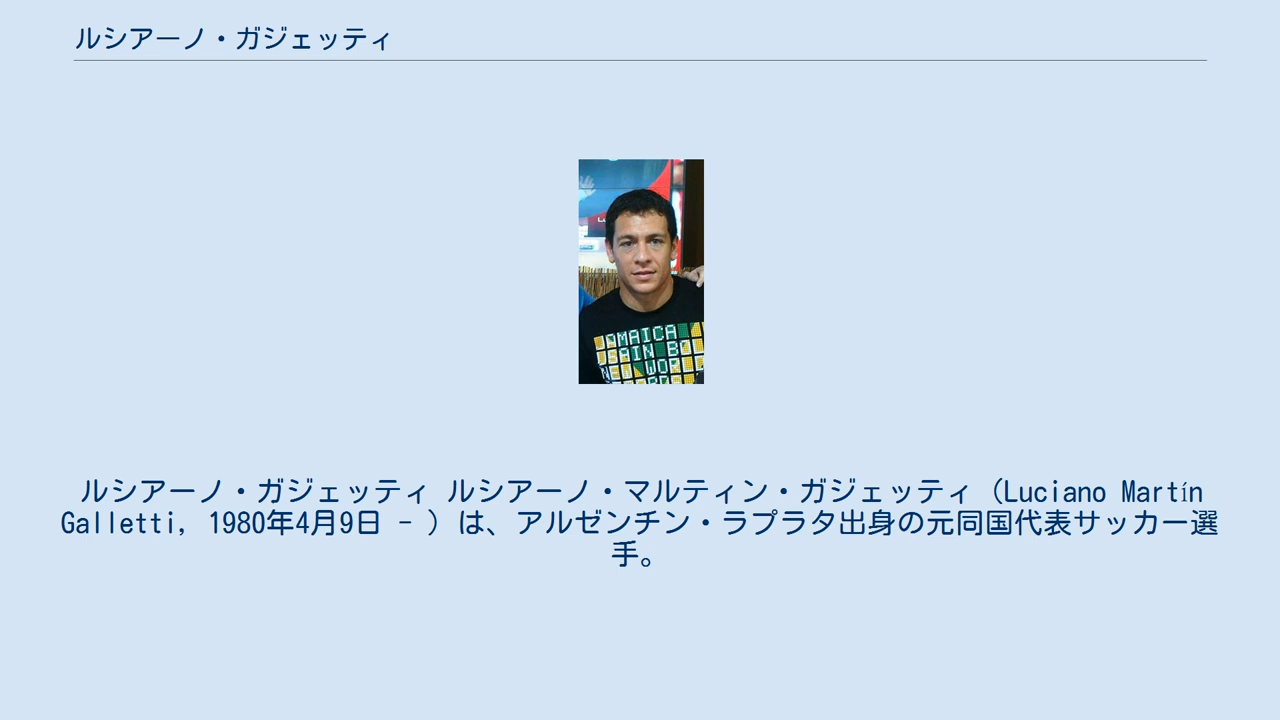 ルシアーノ・ガジェッティ
JAMAICA
NEW WOR
ルシアーノ・ガジェッティ ルシアーノ・マルティン・ガジェッティ（Luciano Martín
Galletti, 1980年4月9日 - ）は、アルゼンチン・ラプラタ出身の元同国代表サッカー選
手。